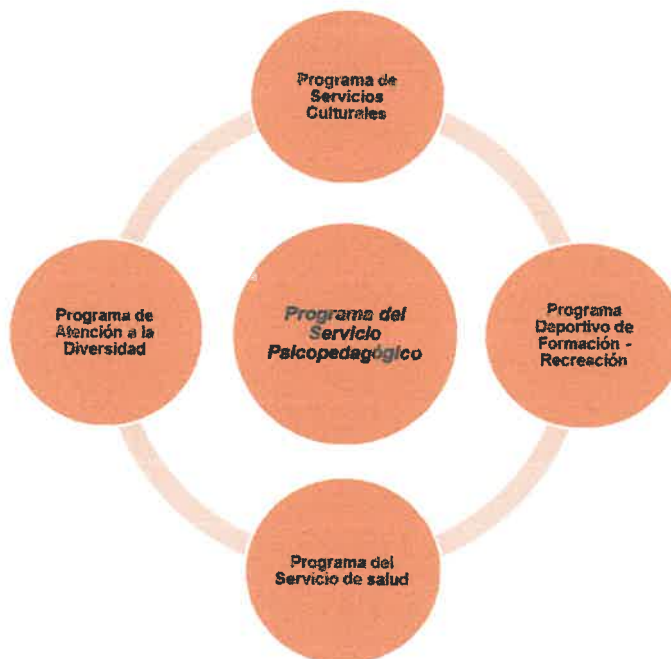 Programa de
Servicios
Culturales
Programa de
Atención a la
Diversidad
Programa del
Servicio
Psicopedagógico
Programa
Deportivo de
Formación -
Recreación
Programa del
Servicio de salud